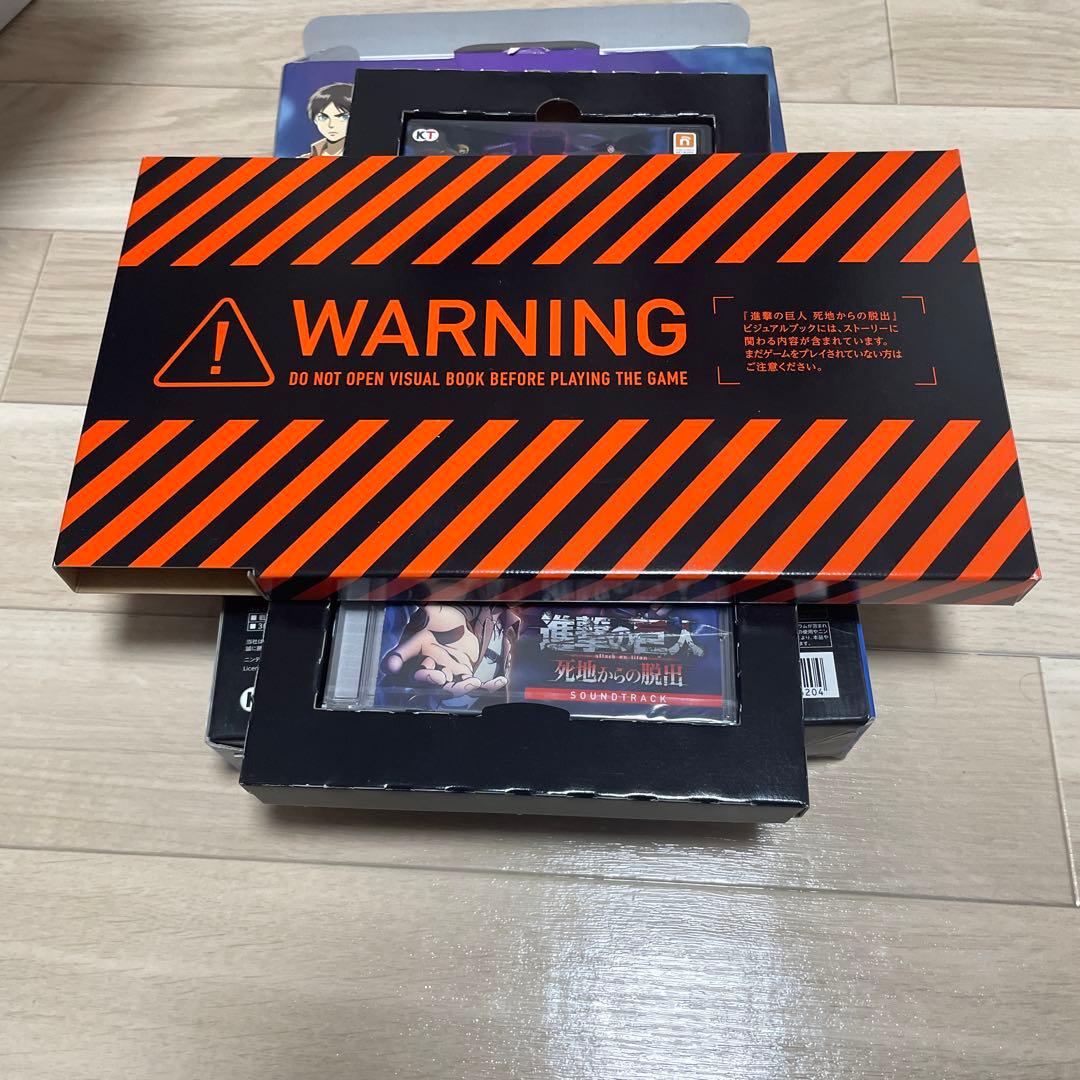 KT
WARNING
DO NOT OPEN VISUAL BOOK BEFORE PLAYING THE GAME
『進撃の巨人 死地からの脱出』
ビジュアルブックには、ストーリーに
関わる内容が含まれています。
まだゲームをプレイされていない方は
ご注意ください。
進撃の巨人
attack on titan
死地からの脱出
SOUNDTRACK
204